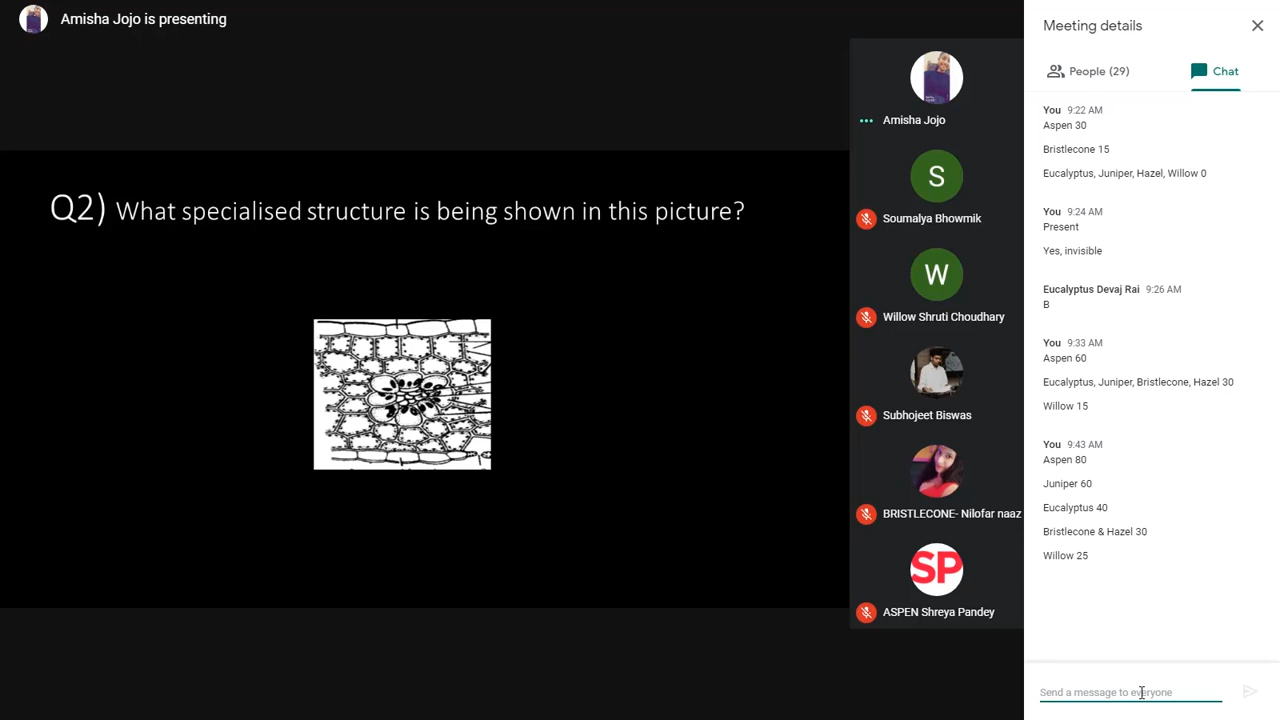 Amisha Jojo is presenting
Q2) What specialised structure is being shown in this picture?
Amisha Jojo
S
Soumalya Bhowmik
W
Willow Shruti Choudhary
Subhojeet Biswas
BRISTLECONE- Nilofar naaz
SP
ASPEN Shreya Pandey
Meeting details
People (29)
Chat
You 9:22 AM
Aspen 30
Bristlecone 15
Eucalyptus, Juniper, Hazel, Willow 0
You 9:24 AM
Present
Yes, invisible
Eucalyptus Devaj Rai 9:26 AM
B
You 9:33 AM
Aspen 60
Eucalyptus, Juniper, Bristlecone, Hazel 30
Willow 15
You 9:43 AM
Aspen 80
Juniper 60
Eucalyptus 40
Bristlecone & Hazel 30
Willow 25
Send a message to everyone